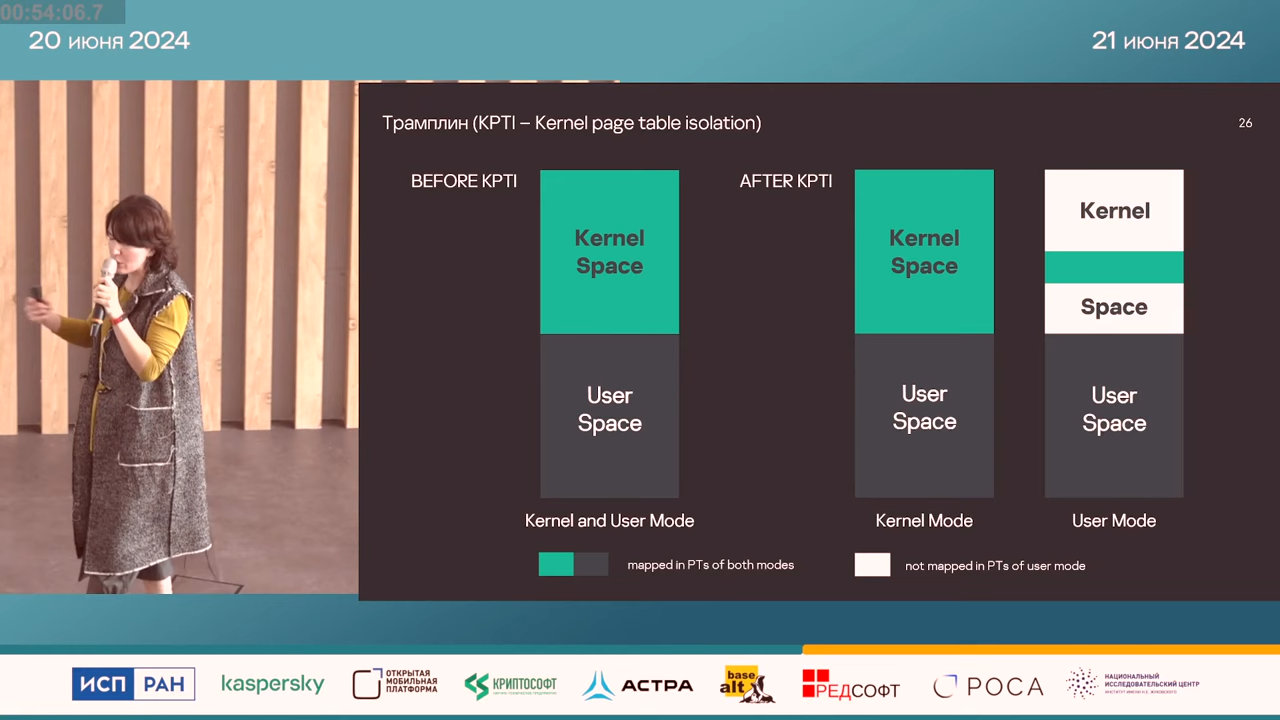 00:54:06.7
20 июня 2024
21 июня 2024
Трамплин (KPTI – Kernel page table isolation)
26
BEFORE KPTI
AFTER KPTI
Kernel
Space
User
Space
Kernel and User Mode
Kernel
Space
User
Space
Kernel Mode
Kernel
Space
User
Space
User Mode
mapped in PTs of both modes
not mapped in PTs of user mode
ИСП РАН
kaspersky
ОТКРЫТАЯ
МОБИЛЬНАЯ
ПЛАТФОРМА
КРИПТОСОФТ
АСТРА
base
alt
РЕДСОФТ
РОСА
НАЦИОНАЛЬНЫЙ
ИССЛЕДОВАТЕЛЬСКИЙ ЦЕНТР